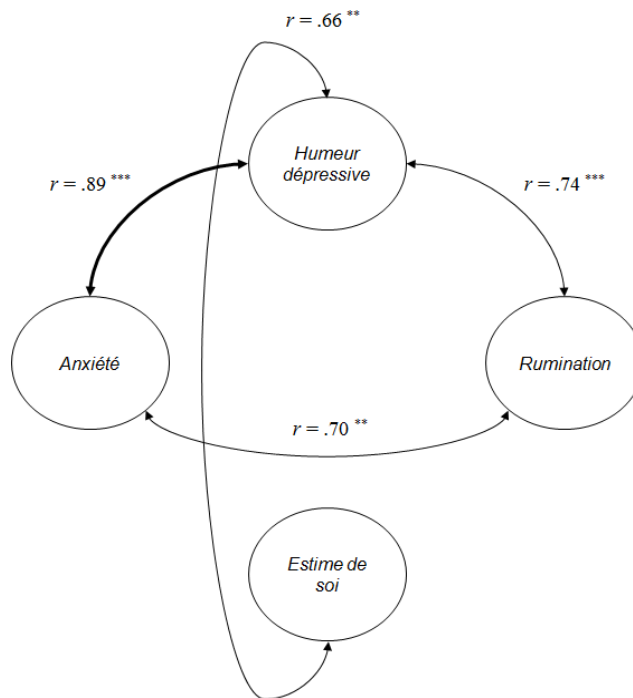 r = .66 **
Humeur
dépressive
r = .89 ***
r = .74 ***
Anxiété
Rumination
r = .70 **
Estime de
soi